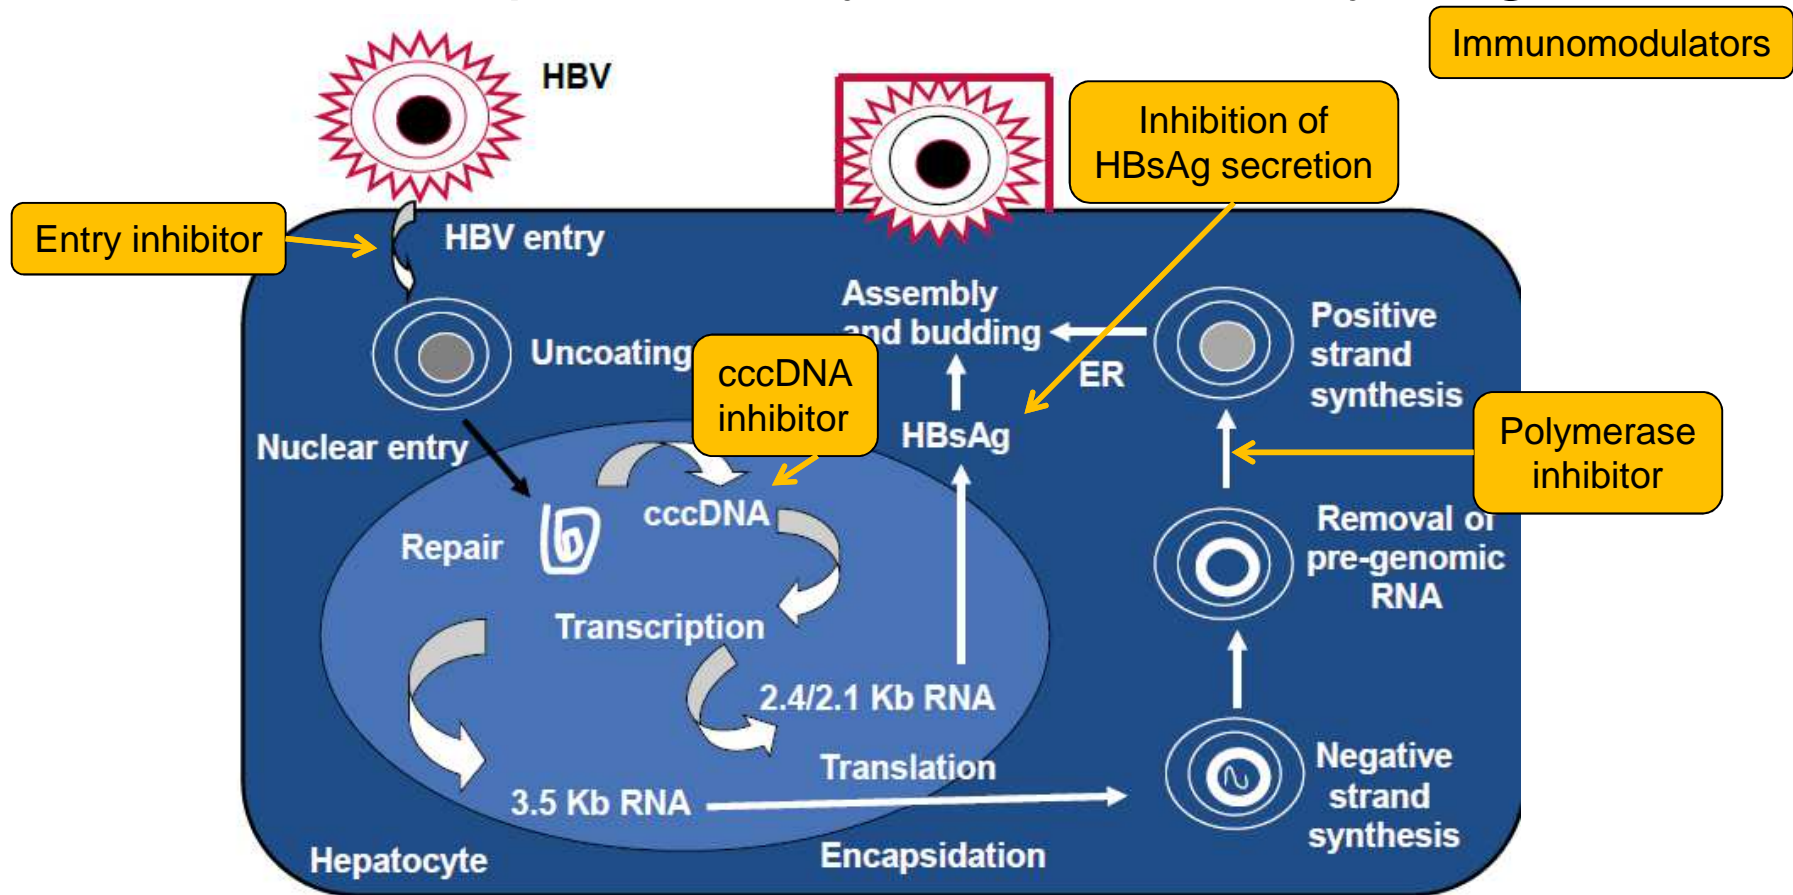 Immunomodulators
HBV
Inhibition of
HBsAg secretion
Entry inhibitor
HBV entry
Assembly
and budding
Positive
strand
synthesis
Uncoating
cccDNA
inhibitor
ER
HBsAg
Polymerase
inhibitor
Nuclear entry
cccDNA
Repair
Removal of
pre-genomic
RNA
Transcription
2.4/2.1 Kb RNA
Translation
Negative
strand
synthesis
3.5 Kb RNA
Hepatocyte
Encapsidation